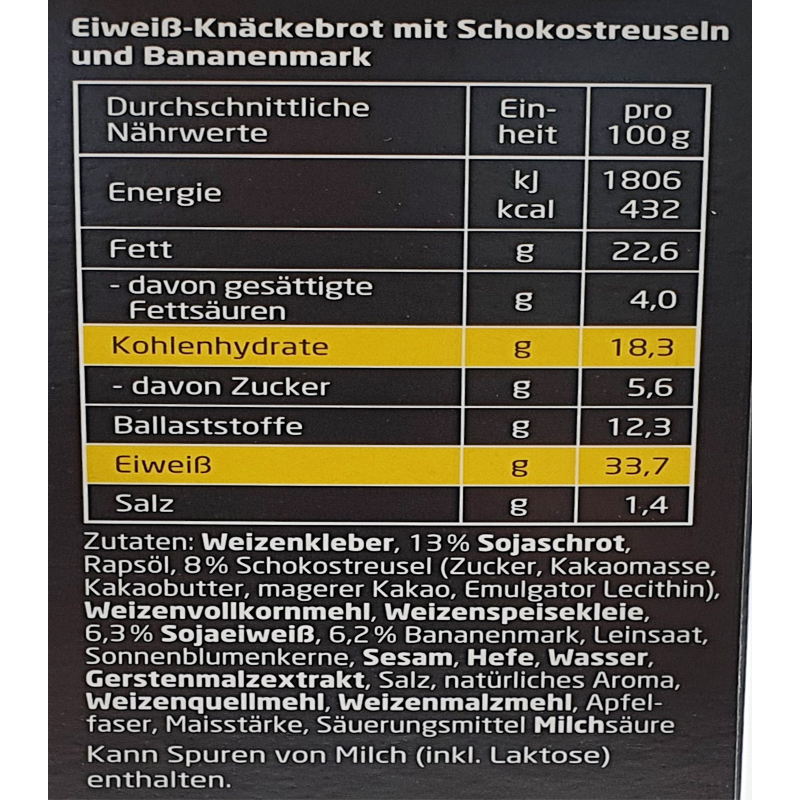 Eiweiß-Knäckebrot mit Schokostreuseln
und Bananenmark
Durchschnittliche Nährwerte Ein-heit pro 100 g
Energie kJ 1806
kcal 432
Fett g 22,6
- davon gesättigte Fettsäuren g 4,0
Kohlenhydrate g 18,3
- davon Zucker g 5,6
Ballaststoffe g 12,3
Eiweiß g 33,7
Salz g 1,4
Zutaten: Weizenkleber, 13% Sojaschrot,
Rapsöl, 8% Schokostreusel (Zucker, Kakaomasse,
Kakaobutter, magerer Kakao, Emulgator Lecithin),
Weizenvollkornmehl, Weizenspeisekleie,
6,3% Sojaeiweiß, 6,2% Bananenmark, Leinsaat,
Sonnenblumenkerne, Sesam, Hefe, Wasser,
Gerstenmalzextrakt, Salz, natürliches Aroma,
Weizenquellmehl, Weizenmalzmehl, Apfel-
faser, Maisstärke, Säuerungsmittel Milchsäure
Kann Spuren von Milch (inkl. Laktose)
enthalten.